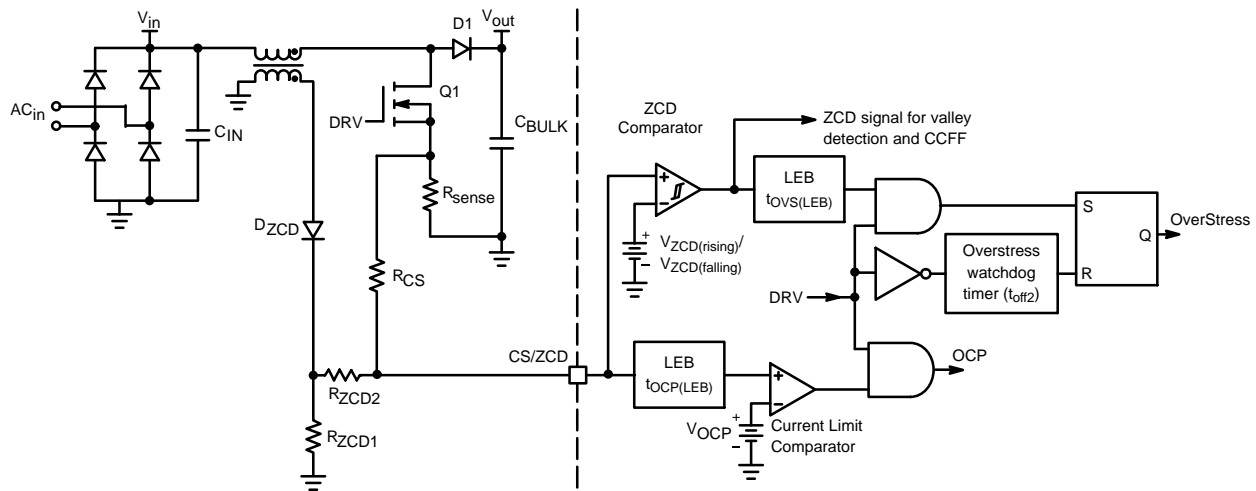 Vin
D1
Vout
ACin
CIN
Q1
DRV
CBULK
Rsense
DZCD
RCS
CS/ZCD
RZCD2
RZCD1
ZCD
Comparator
ZCD signal for valley
detection and CCFF
LEB
tOVS(LEB)
+
−
+
−
VZCD(rising)/
VZCD(falling)
DRV
Overstress
watchdog
timer (toff2)
S
Q
R
OverStress
LEB
tOCP(LEB)
+
−
OCP
VOCP
+
−
Current Limit
Comparator